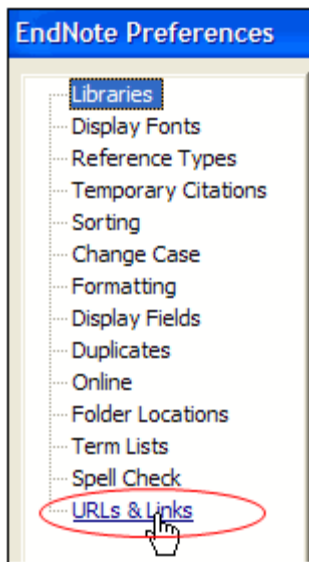 EndNote Preferences
Libraries
Display Fonts
Reference Types
Temporary Citations
Sorting
Change Case
Formatting
Display Fields
Duplicates
Online
Folder Locations
Term Lists
Spell Check
URLs & Links